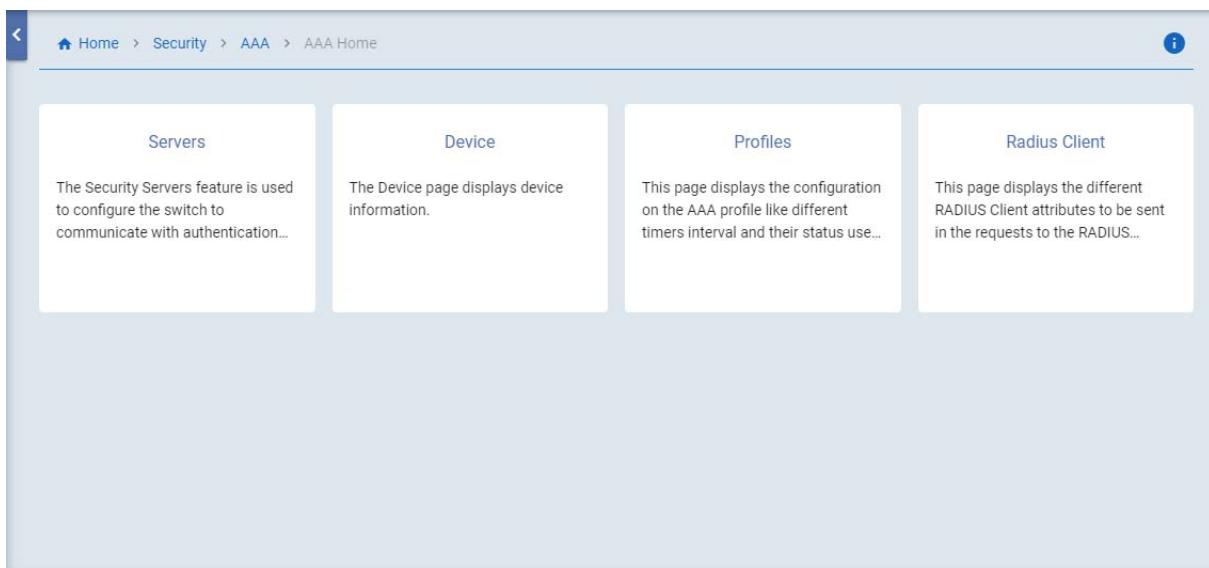 Home > Security > AAA > AAA Home
Servers
The Security Servers feature is used
to configure the switch to
communicate with authentication...
Device
The Device page displays device
information.
Profiles
This page displays the configuration
on the AAA profile like different
timers interval and their status use...
Radius Client
This page displays the different
RADIUS Client attributes to be sent
in the requests to the RADIUS...